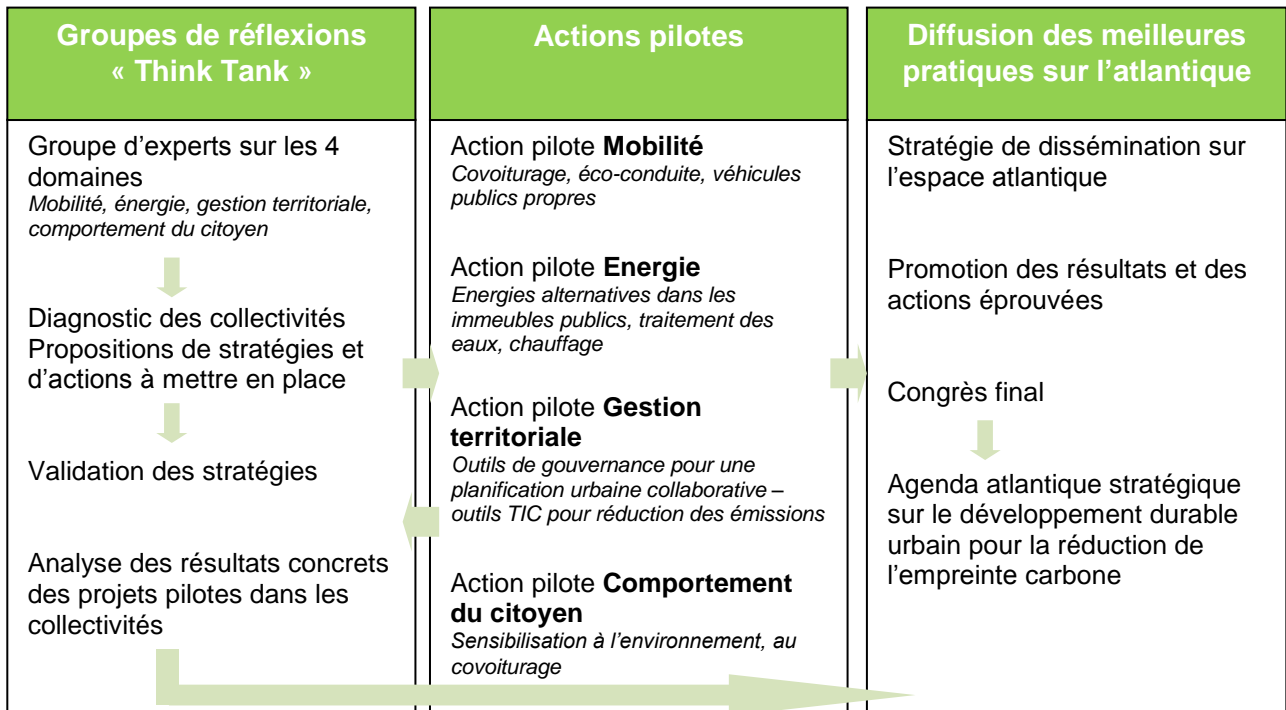 Groupes de réflexions
« Think Tank »
Groupe d'experts sur les 4
domaines
Mobilité, énergie, gestion territoriale,
comportement du citoyen
Diagnostic des collectivités
Propositions de stratégies et
d'actions à mettre en place
Validation des stratégies
Analyse des résultats concrets
des projets pilotes dans les
collectivités
Actions pilotes
Action pilote Mobilité
Covoiturage, éco-conduite, véhicules
publics propres
Action pilote Energie
Energies alternatives dans les
immeubles publics, traitement des
eaux, chauffage
Action pilote Gestion
territoriale
Outils de gouvernance pour une
planification urbaine collaborative –
outils TIC pour réduction des émissions
Action pilote Comportement
du citoyen
Sensibilisation à l'environnement, au
covoiturage
Diffusion des meilleures
pratiques sur l'atlantique
Stratégie de dissémination sur
l'espace atlantique
Promotion des résultats et des
actions éprouvées
Congrès final
Agenda atlantique stratégique
sur le développement durable
urbain pour la réduction de
l'empreinte carbone